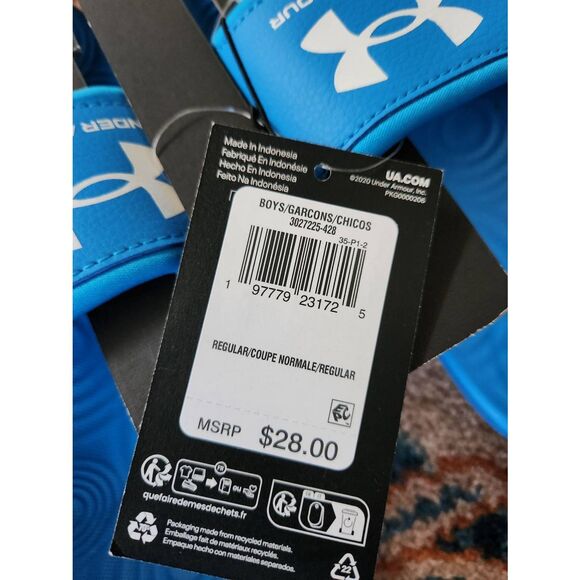 OUR
UNDER A
Made In Indonesia
Fabriqué En Indonésie
Hecho En Indonesia
Feito Na Indonésia
UA.COM
©2020 Under Armour, Inc.
PKG0000206
BOYS/GARCONS/CHICOS
3027225-428
35-P1-2
1 97779 23172 5
REGULAR/COUPE NORMALE/REGULAR
MSRP $28.00
FR
OU
quefairedemesdechets.fr
Packaging made from recycled materials.
Emballage fait de matériaux recyclés.
Empaque hecho con materiales reciclados.
22